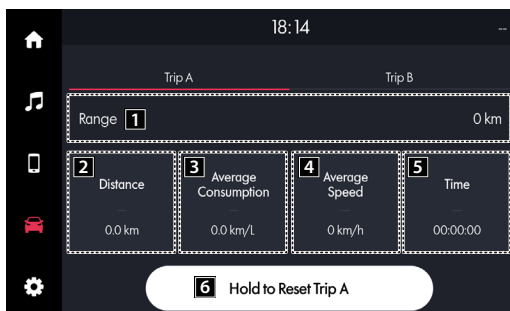 18:14
--
Trip A Trip B
Range 1 0 km
2 3 4 5
Distance Average Consumption Average Speed Time
0.0 km 0.0 km/L 0 km/h 00:00:00
6 Hold to Reset Trip A